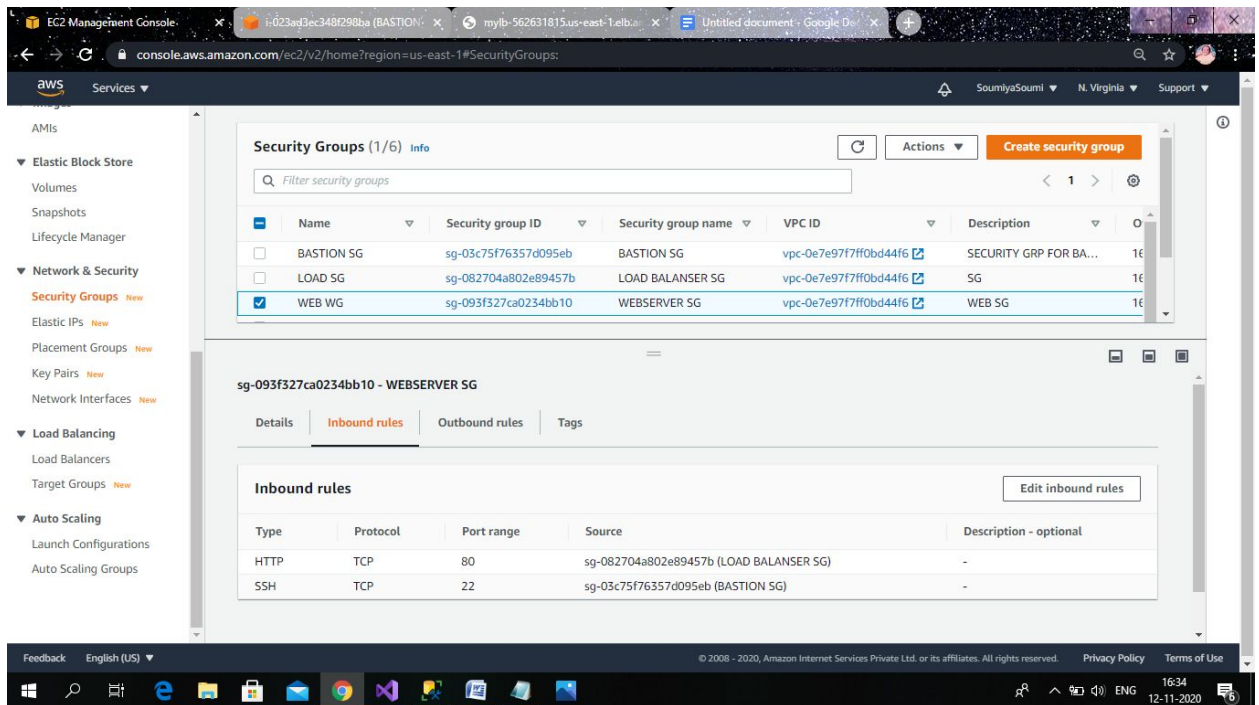 EC2 Management Console
i-023ad3ec348f298ba (BASTION
mylb-562631815.us-east-1.elb.a
Untitled document - Google Do
console.aws.amazon.com/ec2/v2/home?region=us-east-1#SecurityGroups:
aws Services SoumiyaSoumi N. Virginia Support
AMIs
Elastic Block Store
Volumes
Snapshots
Lifecycle Manager
Network & Security
Security Groups New
Elastic IPs New
Placement Groups New
Key Pairs New
Network Interfaces New
Load Balancing
Load Balancers
Target Groups New
Auto Scaling
Launch Configurations
Auto Scaling Groups
Security Groups (1/6) Info Actions Create security group
Filter security groups 1
Name Security group ID Security group name VPC ID Description O
BASTION SG sg-03c75f76357d095eb BASTION SG vpc-0e7e97f7ff0bd44f6 SECURITY GRP FOR BA... 16
LOAD SG sg-082704a802e89457b LOAD BALANSER SG vpc-0e7e97f7ff0bd44f6 SG 16
WEB WG sg-093f327ca0234bb10 WEBSERVER SG vpc-0e7e97f7ff0bd44f6 WEB SG 16
sg-093f327ca0234bb10 - WEBSERVER SG
Details Inbound rules Outbound rules Tags
Inbound rules Edit inbound rules
Type Protocol Port range Source Description - optional
HTTP TCP 80 sg-082704a802e89457b (LOAD BALANSER SG) -
SSH TCP 22 sg-03c75f76357d095eb (BASTION SG) -
Feedback English (US) © 2008 - 2020, Amazon Internet Services Private Ltd. or its affiliates. All rights reserved. Privacy Policy Terms of Use
ENG 16:34
12-11-2020 6